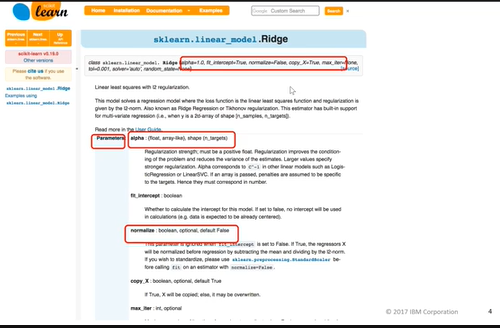 scikit
learn
Home
Installation
Documentation
Examples
Google
Custom Search
Search
Previous
Next
Up
scikit-learn v0.19.0
Other versions
Please cite us if you use the software.
sklearn.linear_model.Ridge
Examples using
sklearn.linear_model.Ridge
sklearn.linear_model.Ridge
class sklearn.linear_model. Ridge (alpha=1.0, fit_intercept=True, normalize=False, copy_X=True, max_iter=None,
tol=0.001, solver='auto', random_state=None)
[source]
Linear least squares with l2 regularization.
This model solves a regression model where the loss function is the linear least squares function and regularization is
given by the l2-norm. Also known as Ridge Regression or Tikhonov regularization. This estimator has built-in support
for multi-variate regression (i.e., when y is a 2d-array of shape [n_samples, n_targets]).
Read more in the User Guide.
Parameters
alpha : {float, array-like}, shape (n_targets)
Regularization strength; must be a positive float. Regularization improves the condition-
ing of the problem and reduces the variance of the estimates. Larger values specify
stronger regularization. Alpha corresponds to C^-1 in other linear models such as Logis-
ticRegression or LinearSVC. If an array is passed, penalties are assumed to be specific
to the targets. Hence they must correspond in number.
fit_intercept : boolean
Whether to calculate the intercept for this model. If set to false, no intercept will be used
in calculations (e.g. data is expected to be already centered).
normalize : boolean, optional, default False
This parameter is ignored when fit_intercept is set to False. If True, the regressors X
will be normalized before regression by subtracting the mean and dividing by the l2-norm.
If you wish to standardize, please use sklearn.preprocessing.StandardScaler be-
fore calling fit on an estimator with normalize=False.
copy_X : boolean, optional, default True
If True, X will be copied; else, it may be overwritten.
max_iter : int, optional
© 2017 IBM Corporation
4